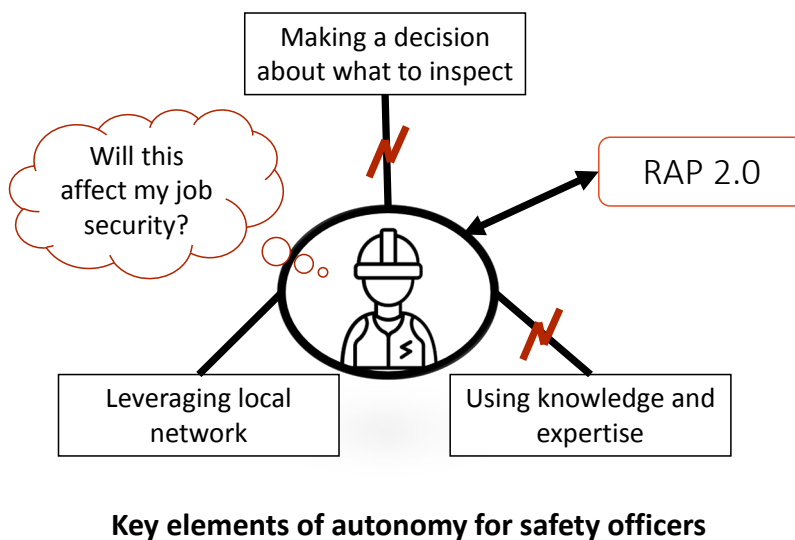 Making a decision
about what to inspect
Will this
affect my job
security?
RAP 2.0
Leveraging local
network
Using knowledge and
expertise
Key elements of autonomy for safety officers